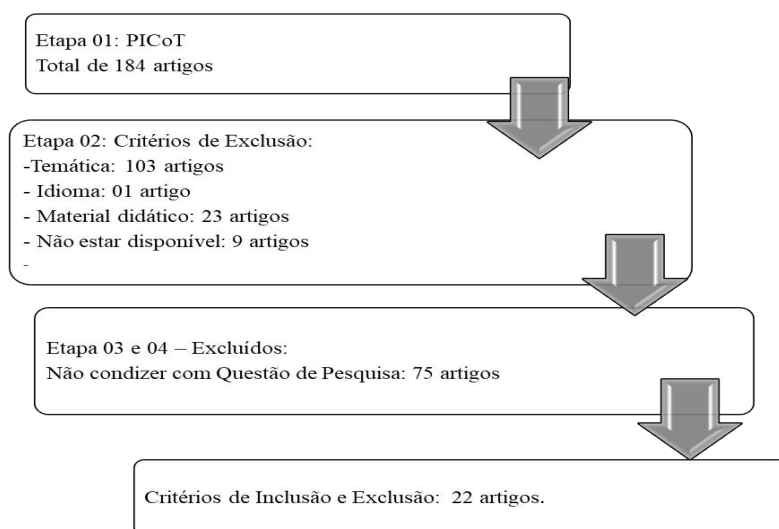 Etapa 01: PICoT
Total de 184 artigos
Etapa 02: Critérios de Exclusão:
-Temática: 103 artigos
- Idioma: 01 artigo
- Material didático: 23 artigos
- Não estar disponível: 9 artigos
-
Etapa 03 e 04 – Excluídos:
Não condizer com Questão de Pesquisa: 75 artigos
Critérios de Inclusão e Exclusão: 22 artigos.